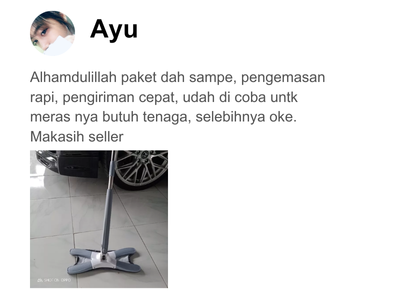 Ayu
Alhamdulillah paket dah sampe, pengemasan
rapi, pengiriman cepat, udah di coba untk
meras nya butuh tenaga, selebihnya oke.
Makasih seller